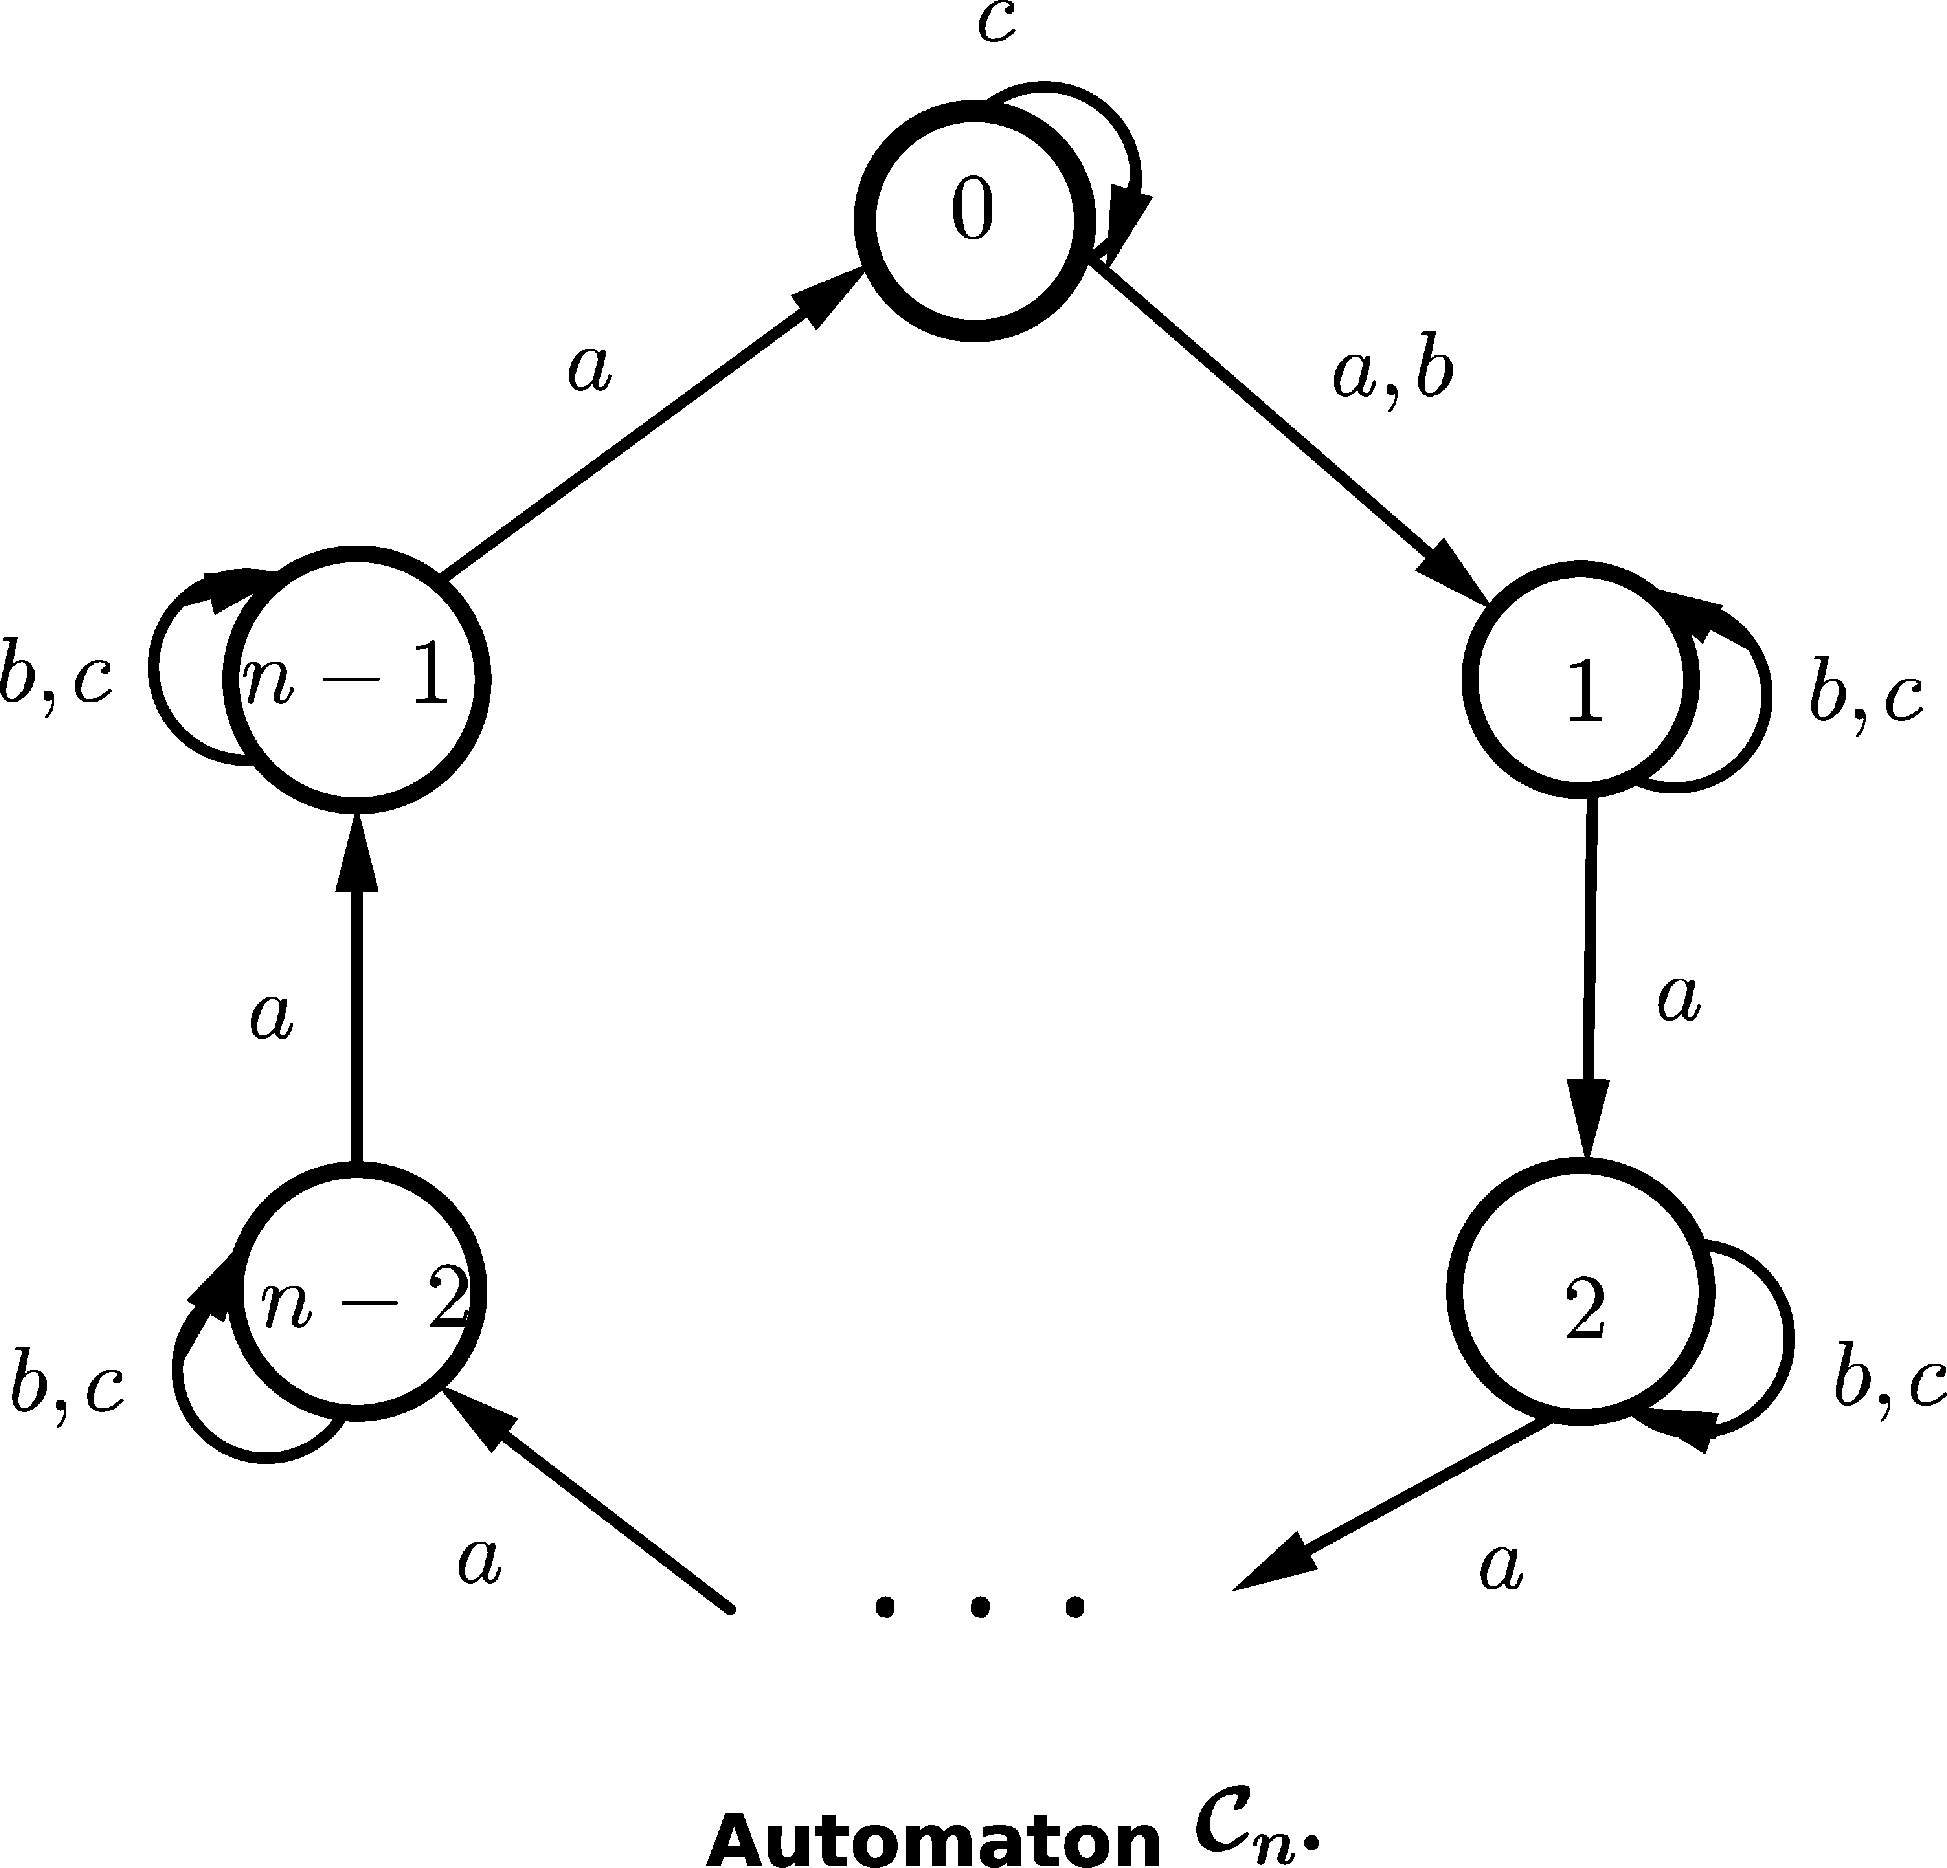 c
0
a
a, b
b, c
n − 1
1
b, c
a
a
n − 2
2
b, c
b, c
a
a
. . .
Automaton 𝓒ₙ.